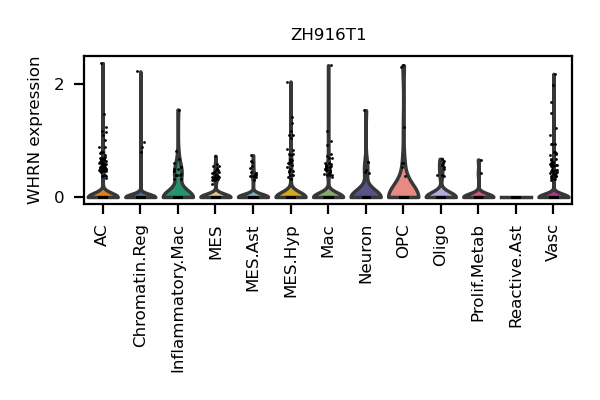 ZH916T1
WHRN expression
2
0
AC
Chromatin.Reg
Inflammatory.Mac
MES
MES.Ast
MES.Hyp
Mac
Neuron
OPC
Oligo
Prolif.Metab
Reactive.Ast
Vasc